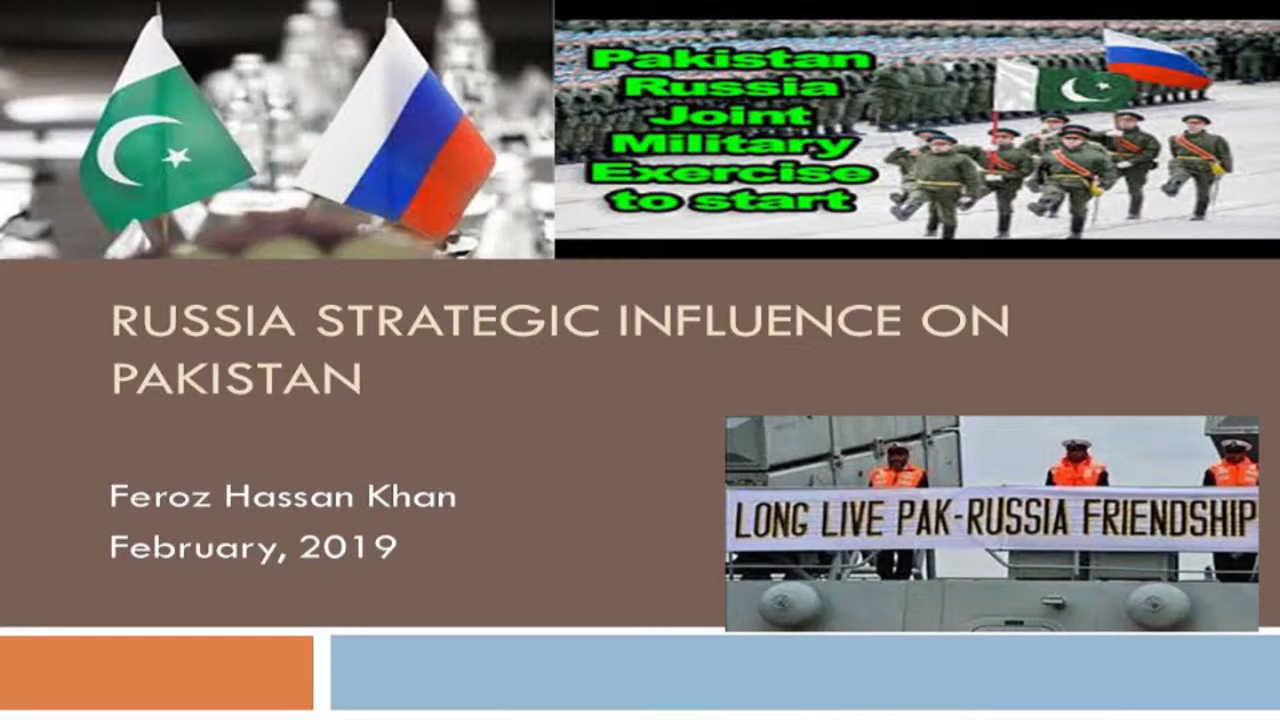 Pakistan
Russia
Joint
Military
Exercise
to start
RUSSIA STRATEGIC INFLUENCE ON
PAKISTAN
Feroz Hassan Khan
February, 2019
LONG LIVE PAK-RUSSIA FRIENDSHIP